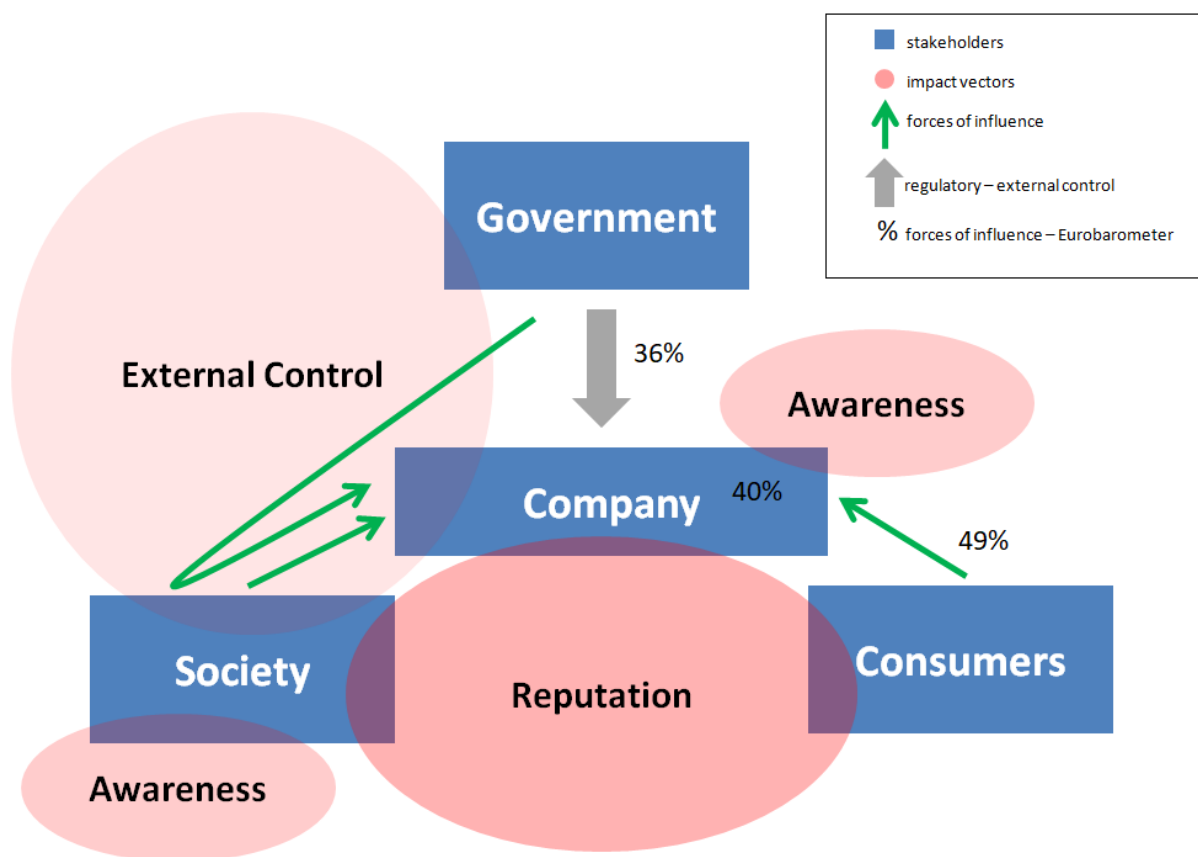 stakeholders
impact vectors
forces of influence
regulatory – external control
% forces of influence – Eurobarometer
Government
36%
External Control
Awareness
Company
40%
49%
Society
Consumers
Reputation
Awareness